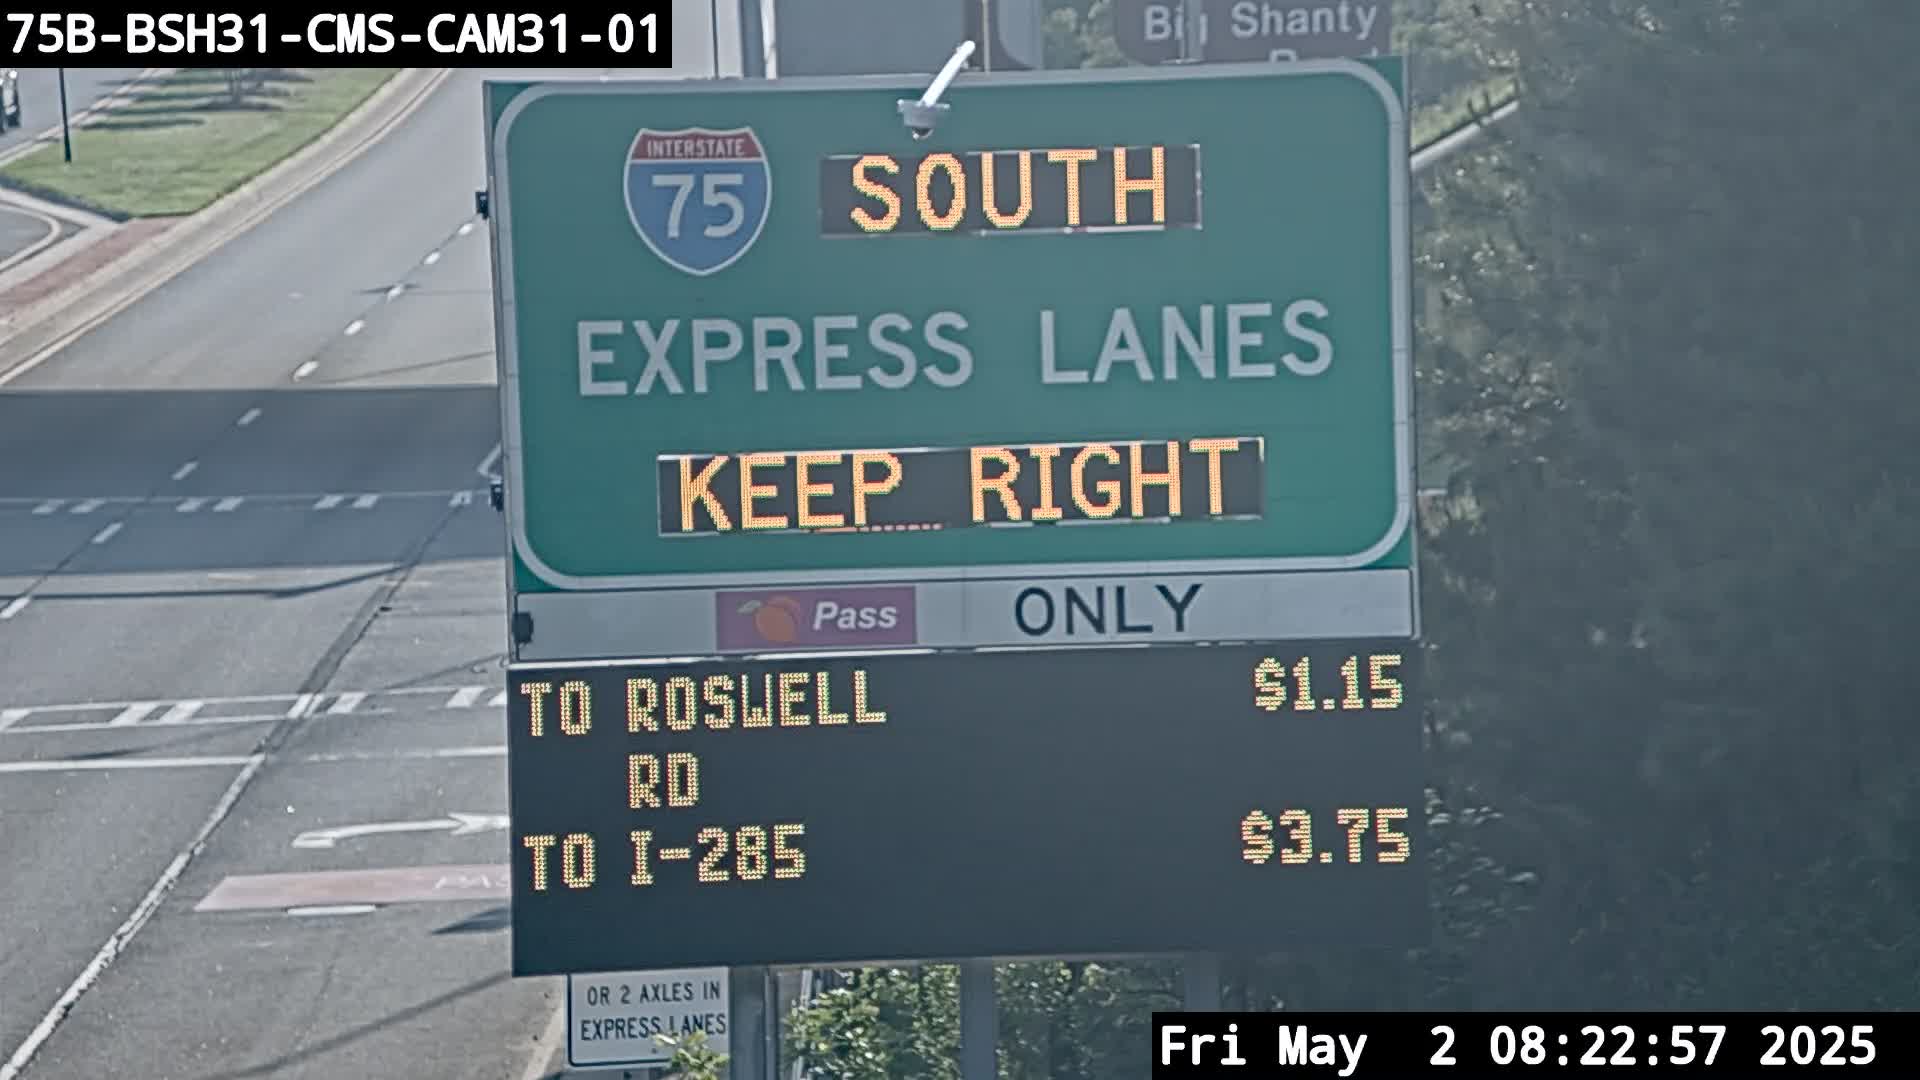 75B-BSH31-CMS-CAM31-01
Big Shanty
INTERSTATE
75
SOUTH
EXPRESS LANES
KEEP RIGHT
Pass ONLY
TO ROSWELL $1.15
RD
TO I-285 $3.75
OR 2 AXLES IN
EXPRESS LANES
Fri May 2 08:22:57 2025